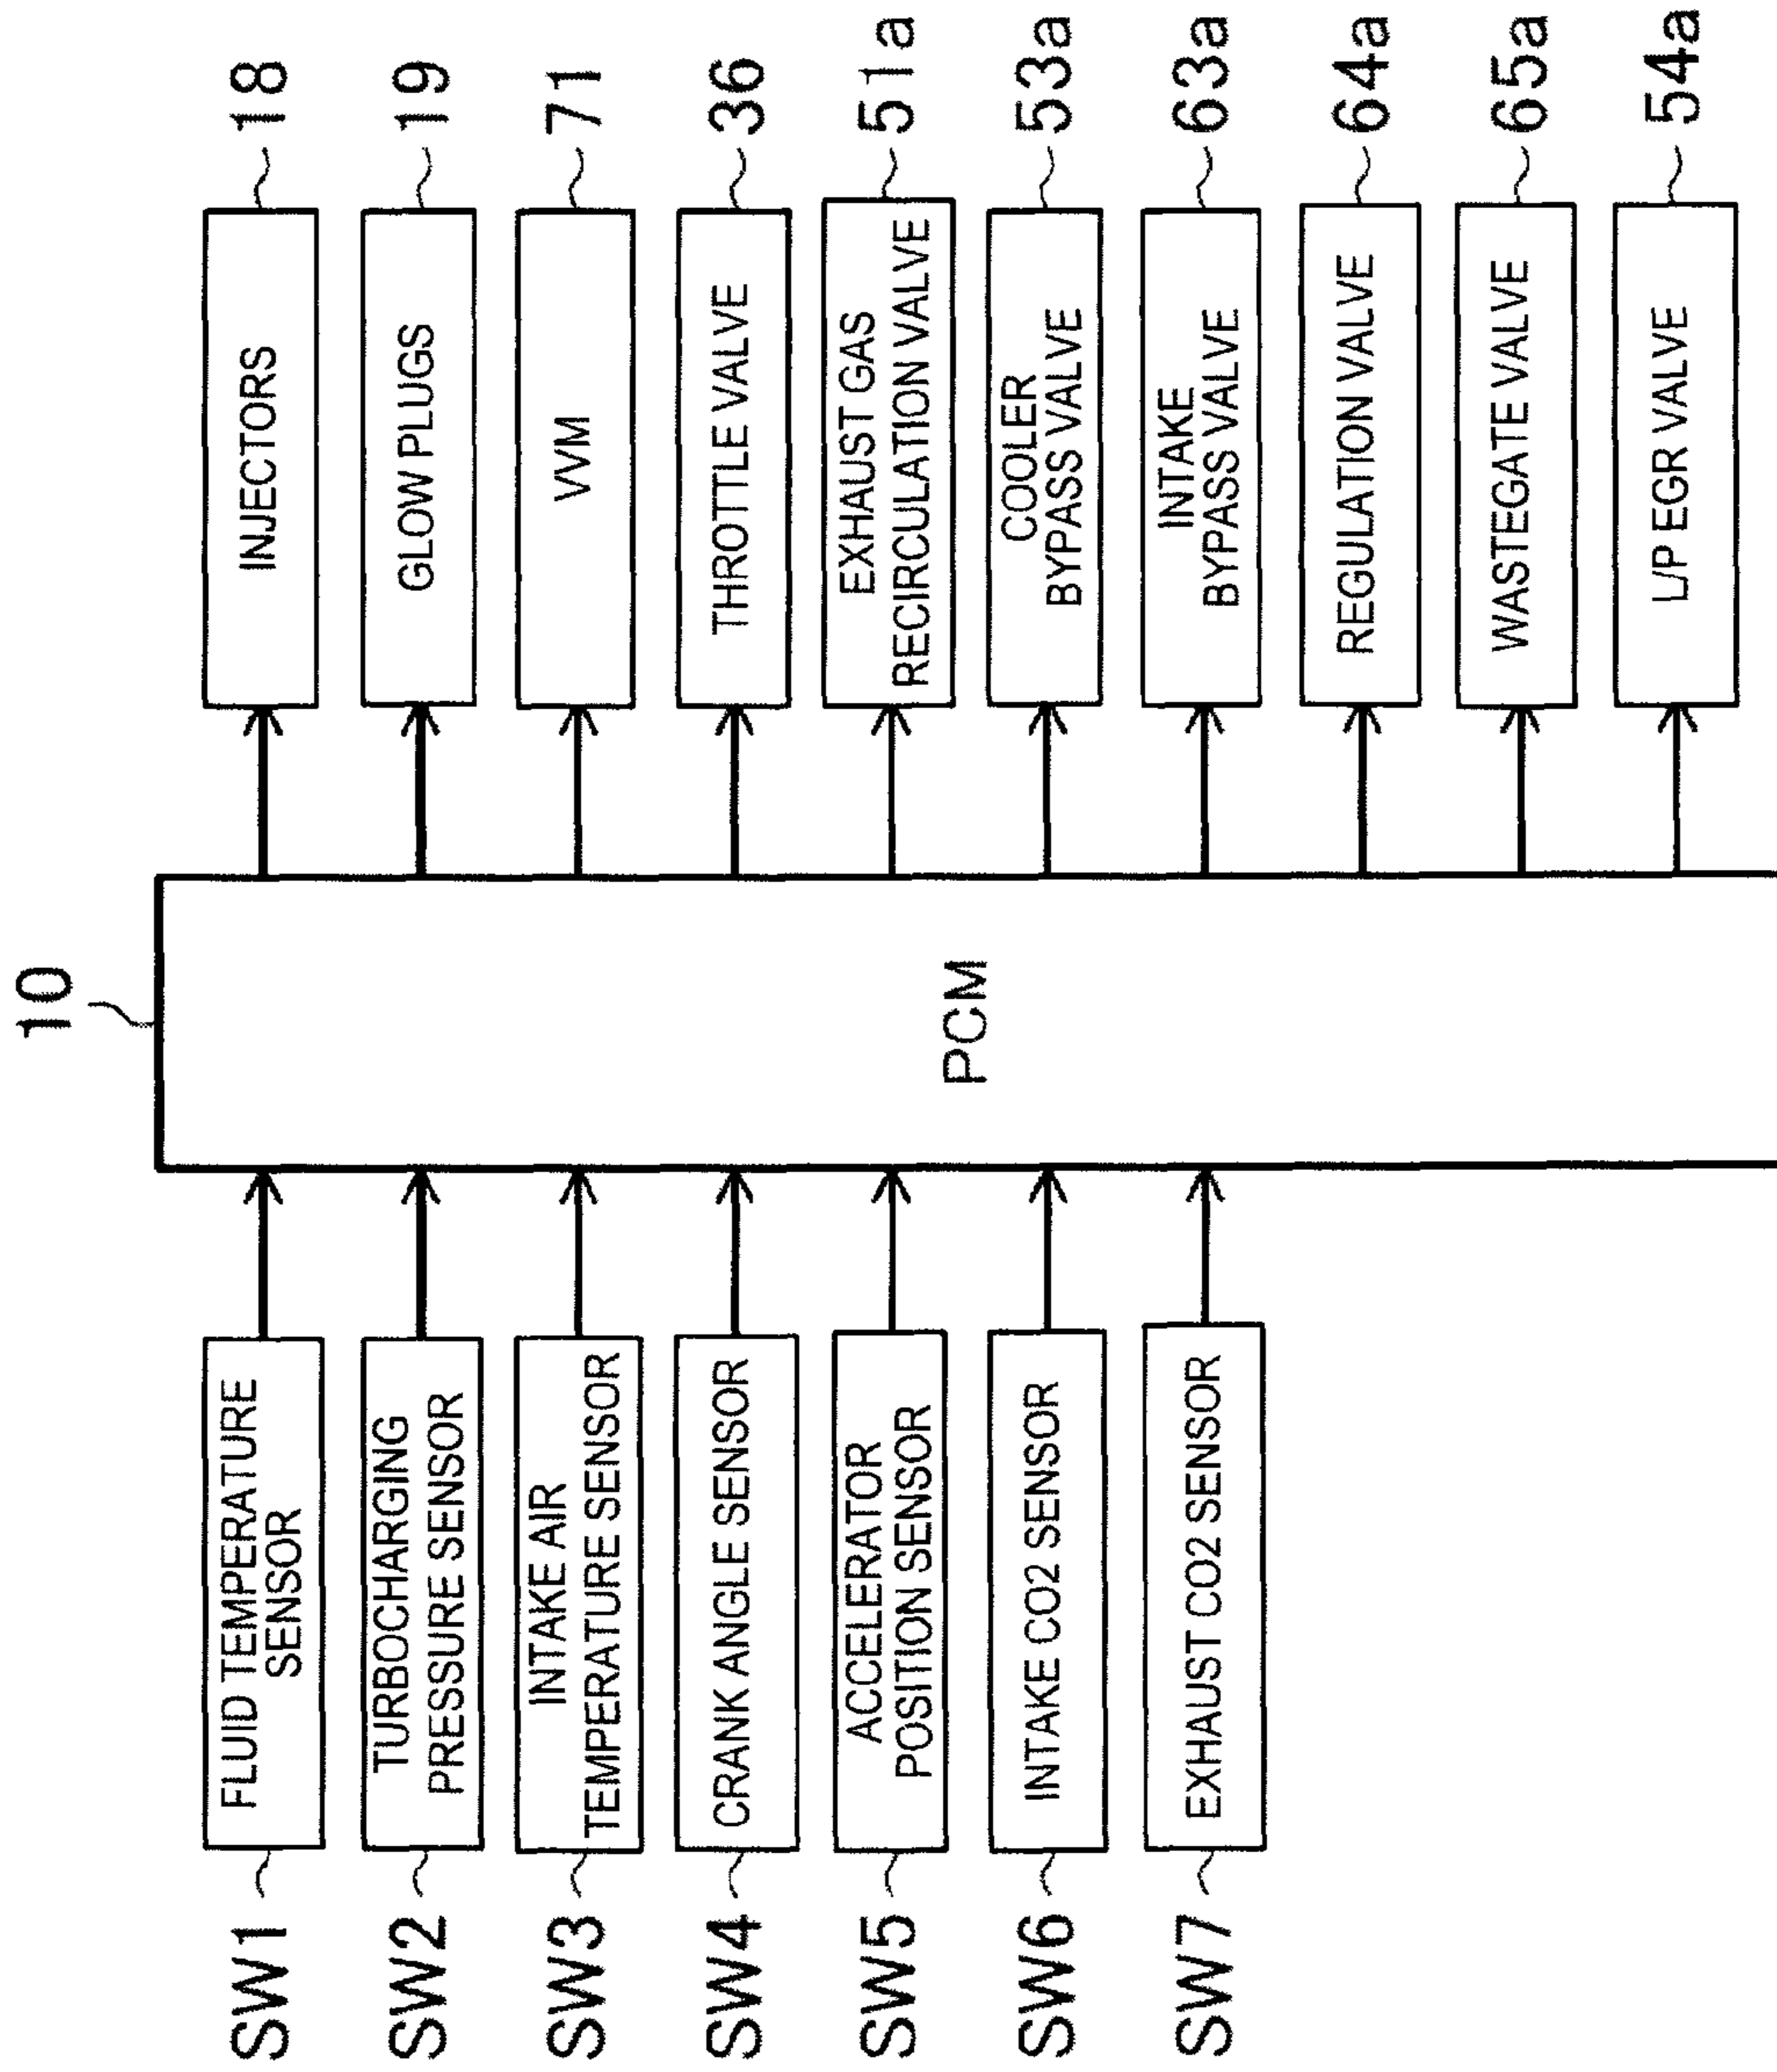 10
SW1
FLUID TEMPERATURE
SENSOR
SW2
TURBOCHARGING
PRESSURE SENSOR
SW3
INTAKE AIR
TEMPERATURE SENSOR
SW4
CRANK ANGLE SENSOR
SW5
ACCELERATOR
POSITION SENSOR
SW6
INTAKE CO2 SENSOR
SW7
EXHAUST CO2 SENSOR
PCM
INJECTORS
18
GLOW PLUGS
19
VVM
71
THROTTLE VALVE
36
EXHAUST GAS
RECIRCULATION VALVE
51a
COOLER
BYPASS VALVE
53a
INTAKE
BYPASS VALVE
63a
REGULATION VALVE
64a
WASTEGATE VALVE
65a
L/P EGR VALVE
54a